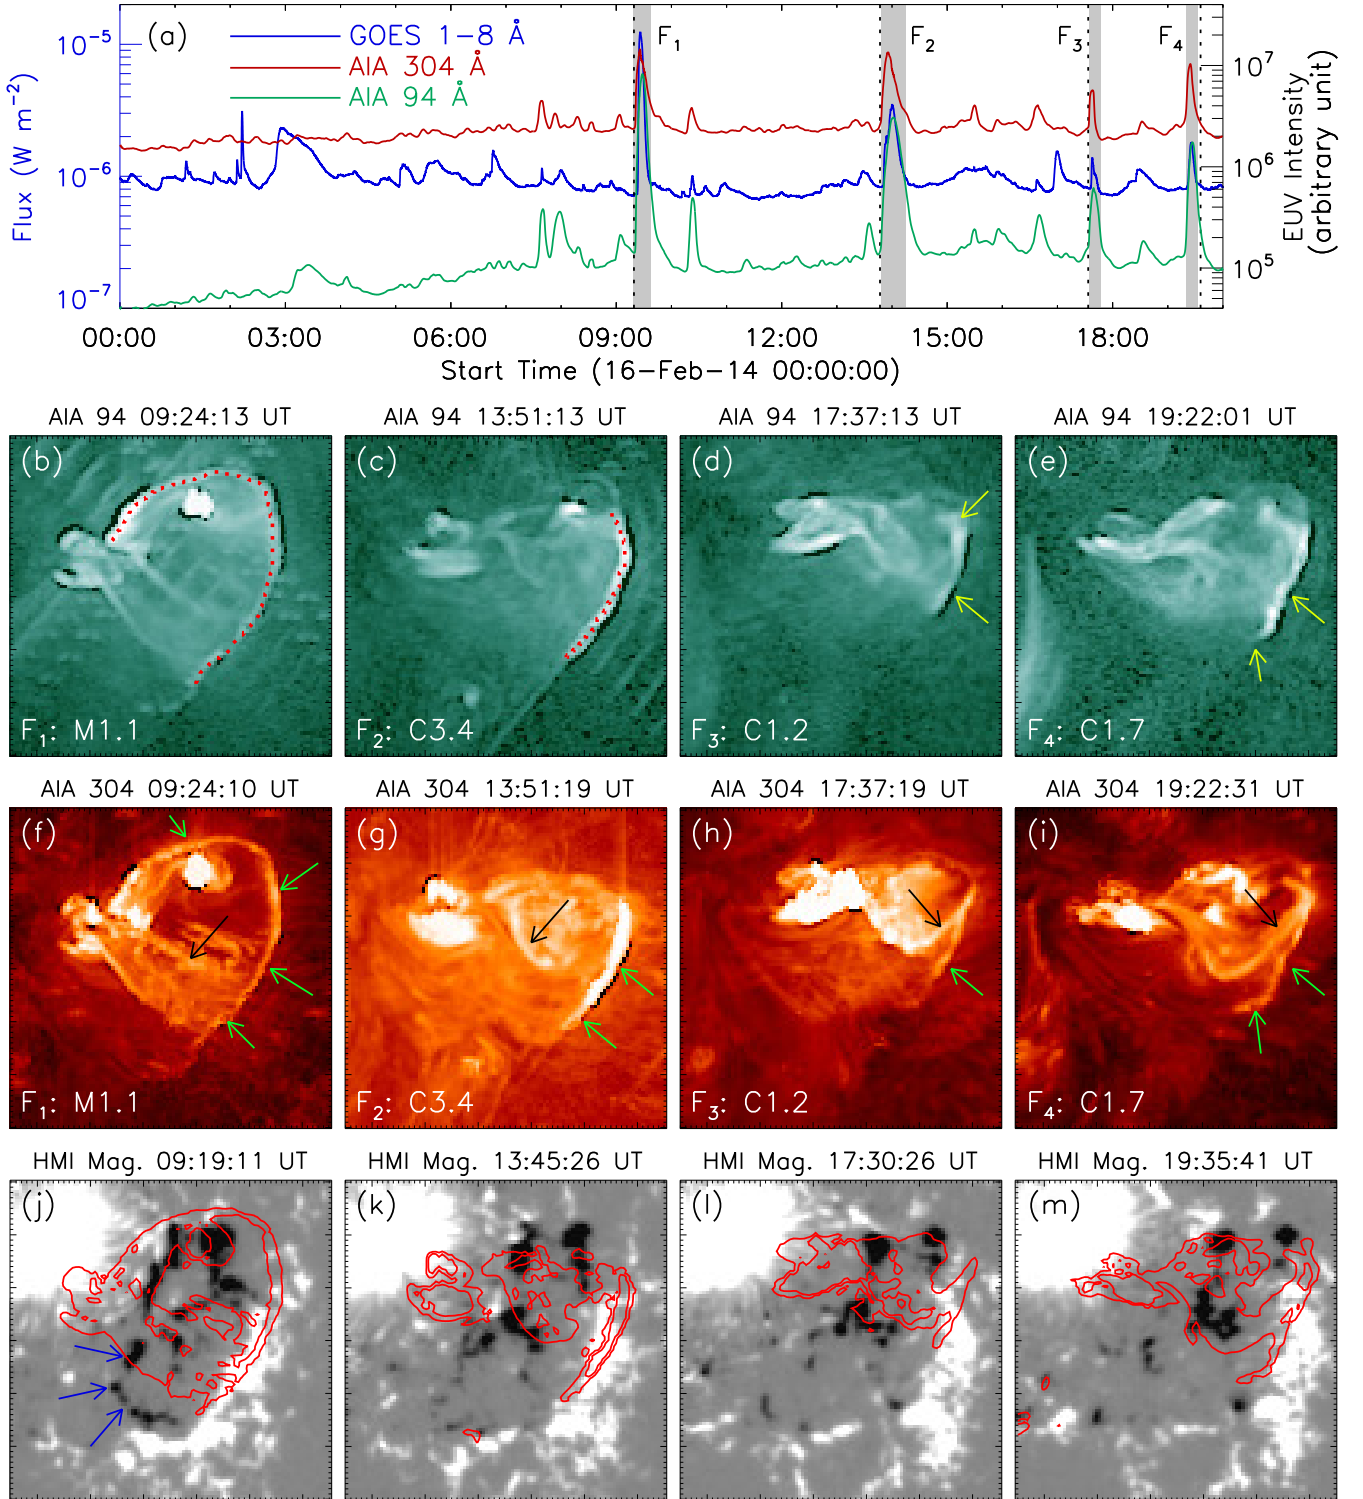 (a)
GOES 1−8 Å
AIA 304 Å
AIA 94 Å
F₁
F₂
F₃
F₄
10⁻⁵
10⁻⁶
10⁻⁷
Flux (W m⁻²)
10⁷
10⁶
10⁵
EUV Intensity
(arbitrary unit)
00:00 03:00 06:00 09:00 12:00 15:00 18:00
Start Time (16−Feb−14 00:00:00)
AIA 94 09:24:13 UT
AIA 94 13:51:13 UT
AIA 94 17:37:13 UT
AIA 94 19:22:01 UT
(b)
(c)
(d)
(e)
F₁: M1.1
F₂: C3.4
F₃: C1.2
F₄: C1.7
AIA 304 09:24:10 UT
AIA 304 13:51:19 UT
AIA 304 17:37:19 UT
AIA 304 19:22:31 UT
(f)
(g)
(h)
(i)
F₁: M1.1
F₂: C3.4
F₃: C1.2
F₄: C1.7
HMI Mag. 09:19:11 UT
HMI Mag. 13:45:26 UT
HMI Mag. 17:30:26 UT
HMI Mag. 19:35:41 UT
(j)
(k)
(l)
(m)